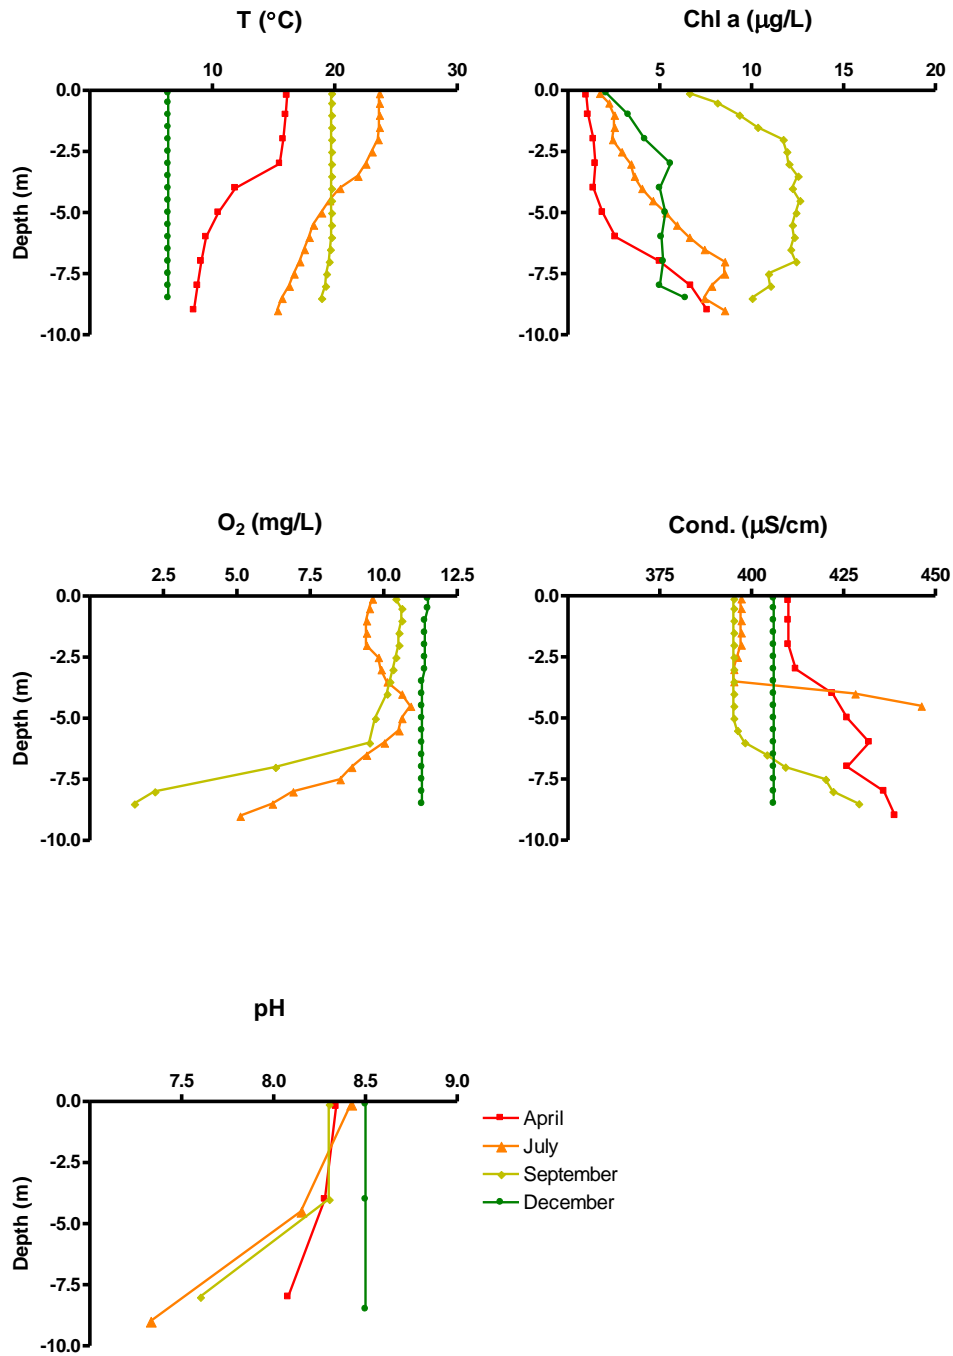 T (°C)
10 20 30
0.0
-2.5
-5.0
-7.5
-10.0
Depth (m)
Chl a (μg/L)
5 10 15 20
0.0
-2.5
-5.0
-7.5
-10.0
O2 (mg/L)
2.5 5.0 7.5 10.0 12.5
0.0
-2.5
-5.0
-7.5
-10.0
Depth (m)
Cond. (μS/cm)
375 400 425 450
0.0
-2.5
-5.0
-7.5
-10.0
pH
7.5 8.0 8.5 9.0
0.0
-2.5
-5.0
-7.5
-10.0
Depth (m)
April
July
September
December